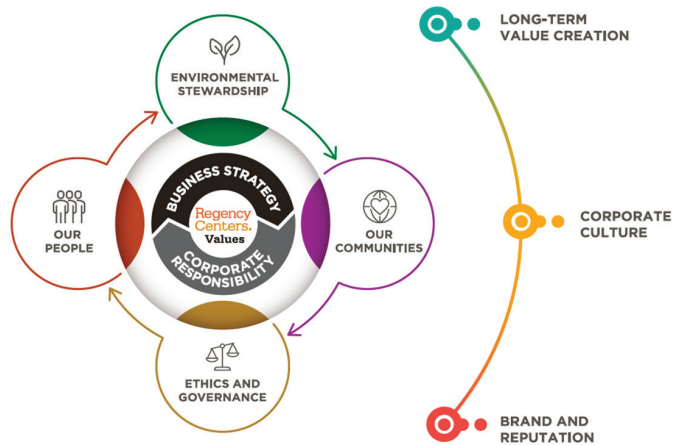 ENVIRONMENTAL
STEWARDSHIP
OUR
PEOPLE
BUSINESS STRATEGY
Regency
Centers.
Values
CORPORATE
RESPONSIBILITY
OUR
COMMUNITIES
ETHICS AND
GOVERNANCE
LONG-TERM
VALUE CREATION
CORPORATE
CULTURE
BRAND AND
REPUTATION